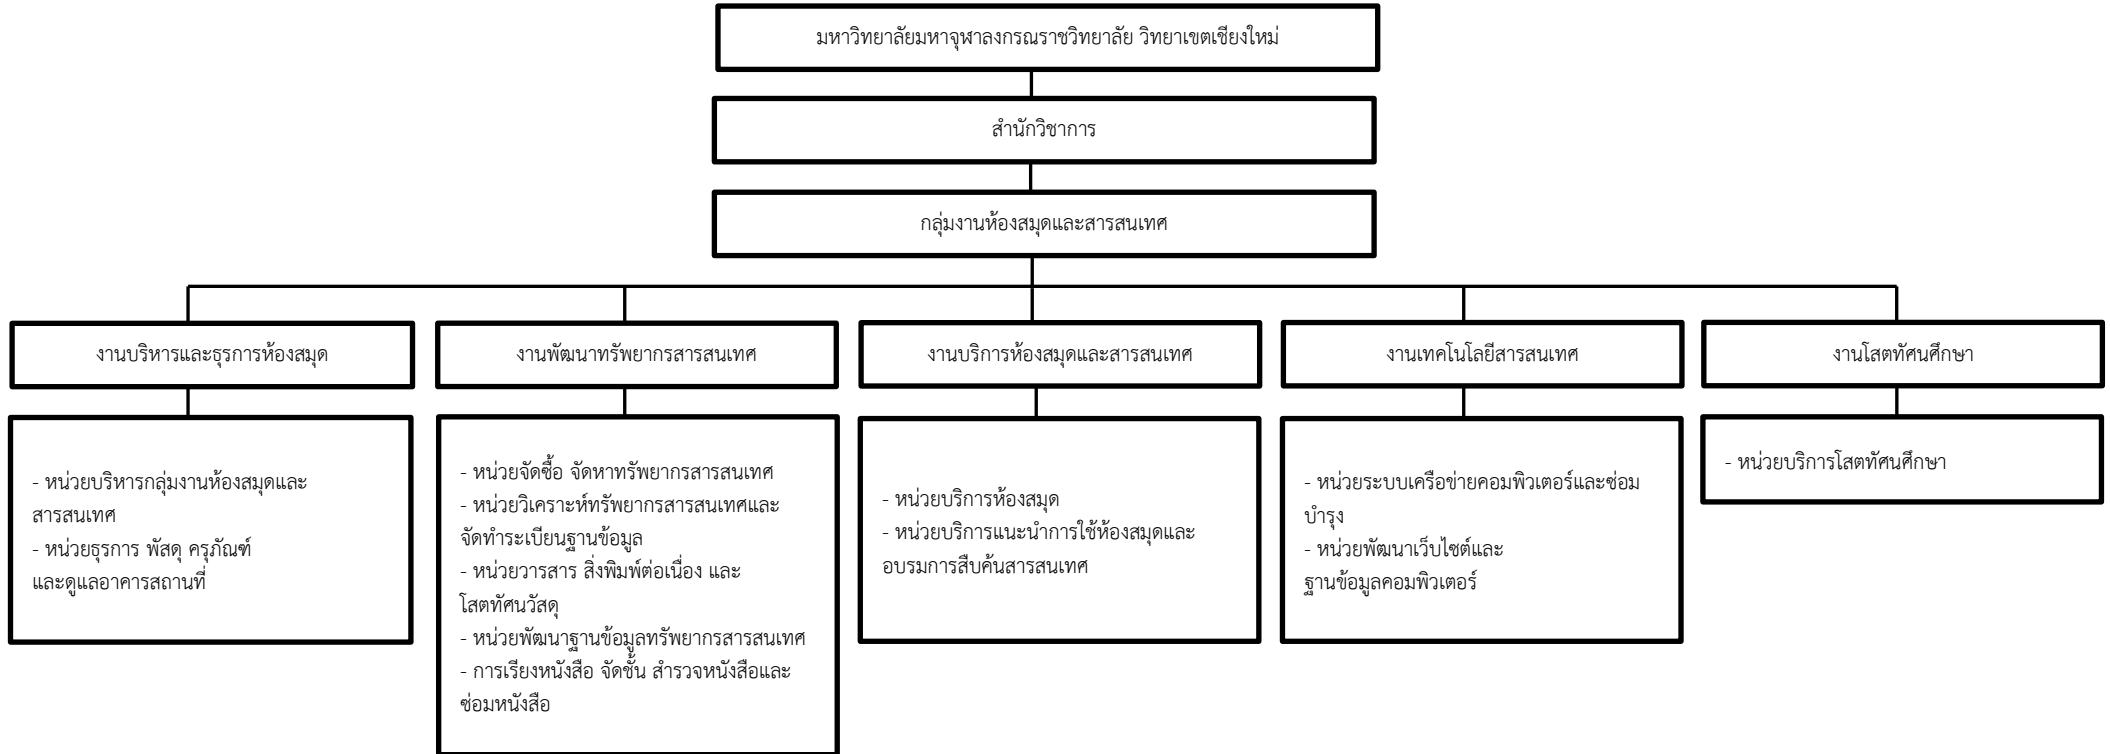 มหาวิทยาลัยมหาจุฬาลงกรณราชวิทยาลัย วิทยาเขตเชียงใหม่
สำนักวิชาการ
กลุ่มงานห้องสมุดและสารสนเทศ
งานบริหารและธุรการห้องสมุด
งานพัฒนาทรัพยากรสารสนเทศ
งานบริการห้องสมุดและสารสนเทศ
งานเทคโนโลยีสารสนเทศ
งานโสตทัศนศึกษา
- หน่วยบริหารกลุ่มงานห้องสมุดและ
สารสนเทศ
- หน่วยธุรการ พัสดุ ครุภัณฑ์
และดูแลอาคารสถานที่
- หน่วยจัดซื้อ จัดหาทรัพยากรสารสนเทศ
- หน่วยวิเคราะห์ทรัพยากรสารสนเทศและ
จัดทำระเบียนฐานข้อมูล
- หน่วยวารสาร สิ่งพิมพ์ต่อเนื่อง และ
โสตทัศนวัสดุ
- หน่วยพัฒนาฐานข้อมูลทรัพยากรสารสนเทศ
- การเรียงหนังสือ จัดชั้น สำรวจหนังสือและ
ซ่อมหนังสือ
- หน่วยบริการห้องสมุด
- หน่วยบริการแนะนำการใช้ห้องสมุดและ
อบรมการสืบค้นสารสนเทศ
- หน่วยระบบเครือข่ายคอมพิวเตอร์และซ่อม
บำรุง
- หน่วยพัฒนาเว็บไซต์และ
ฐานข้อมูลคอมพิวเตอร์
- หน่วยบริการโสตทัศนศึกษา